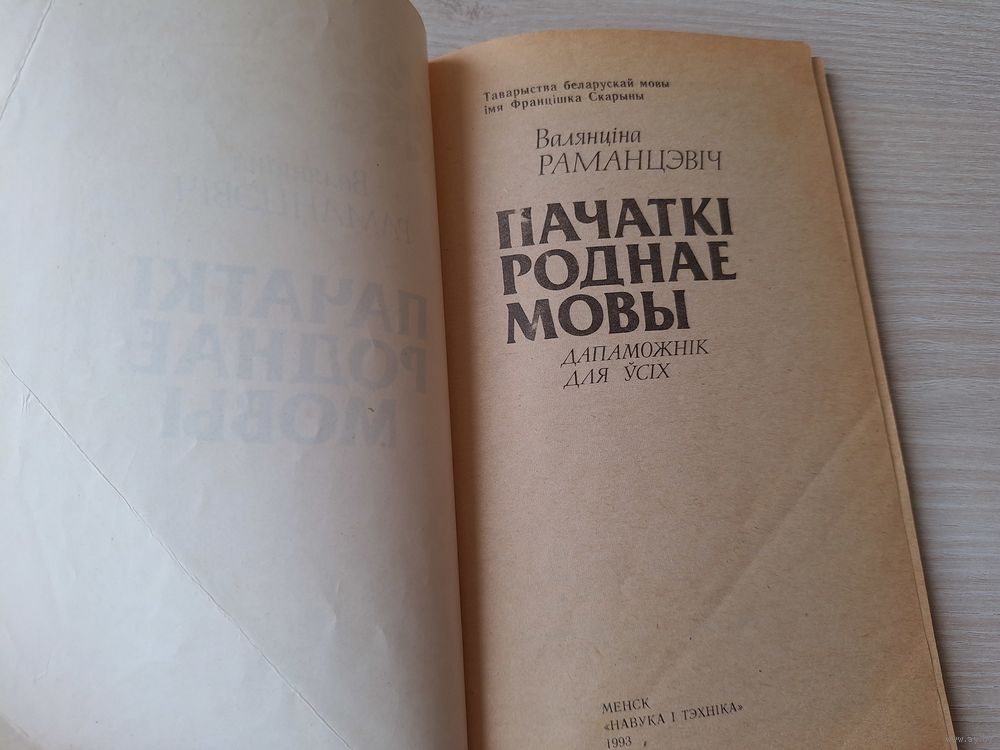 Таварыства беларускай мовы
імя Францішка Скарыны
Валянціна
РАМАНЦЭВІЧ
ПАЧАТКІ
РОДНАЕ
МОВЫ
ДАПАМОЖНІК
ДЛЯ ЎСІХ
МЕНСК
«НАВУКА І ТЭХНІКА»
1993